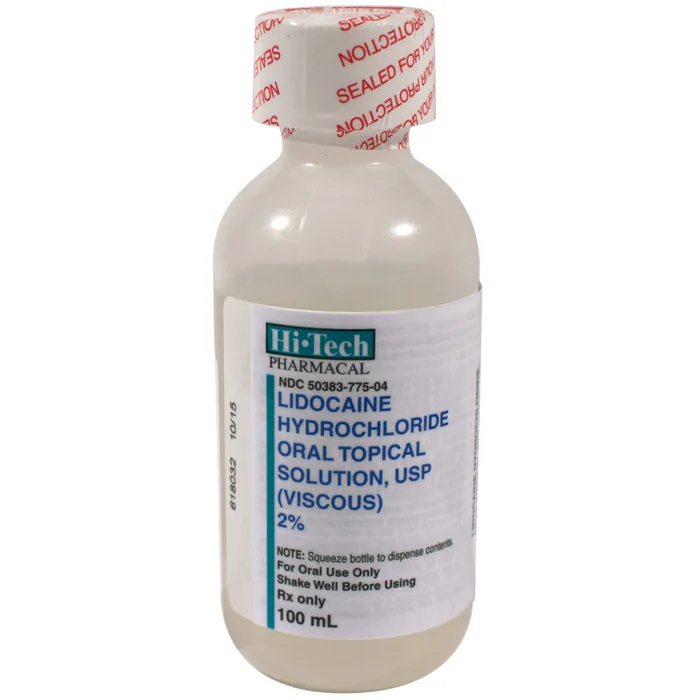 SEALED FOR YOUR
PROTECTION
Hi•Tech
PHARMACAL
NDC 50383-775-04
LIDOCAINE
HYDROCHLORIDE
ORAL TOPICAL
SOLUTION, USP
(VISCOUS)
2%
NOTE: Squeeze bottle to dispense contents.
For Oral Use Only
Shake Well Before Using
Rx only
100 mL
618032 10/15